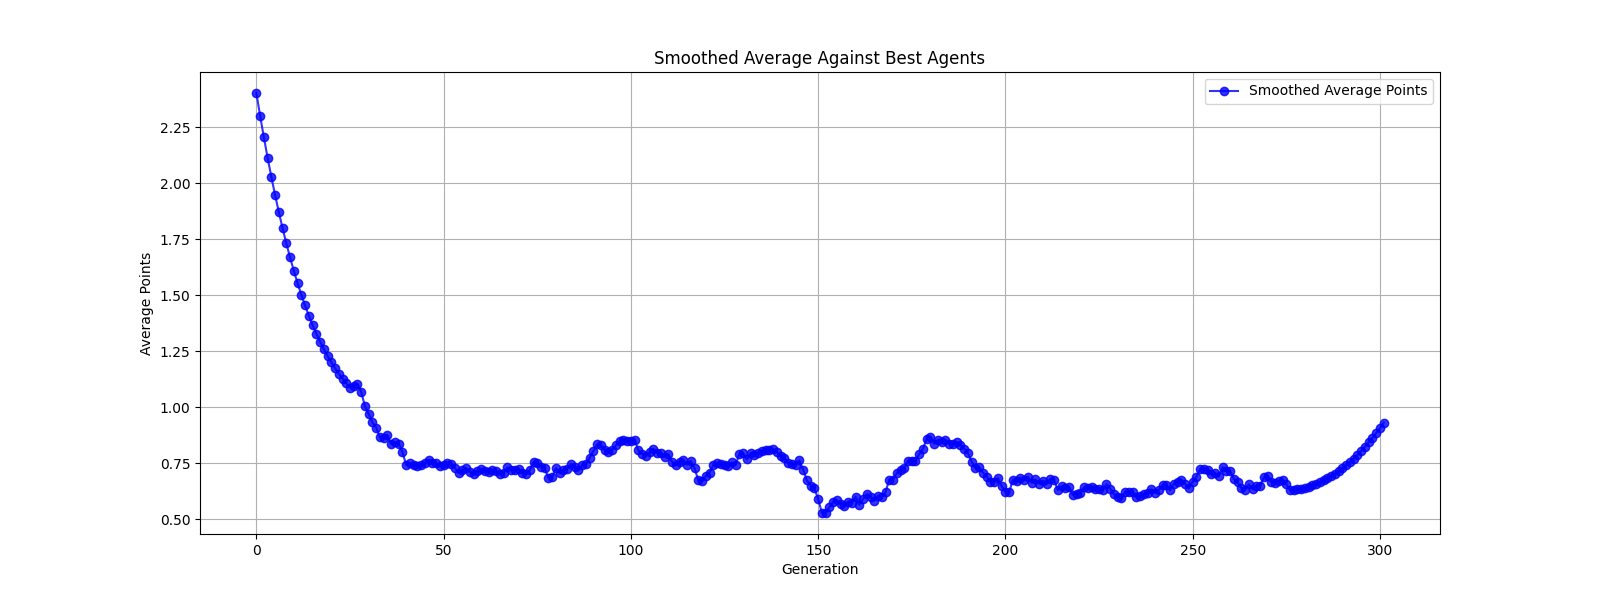 Smoothed Average Against Best Agents
Smoothed Average Points
Average Points
2.25
2.00
1.75
1.50
1.25
1.00
0.75
0.50
0 50 100 150 200 250 300
Generation